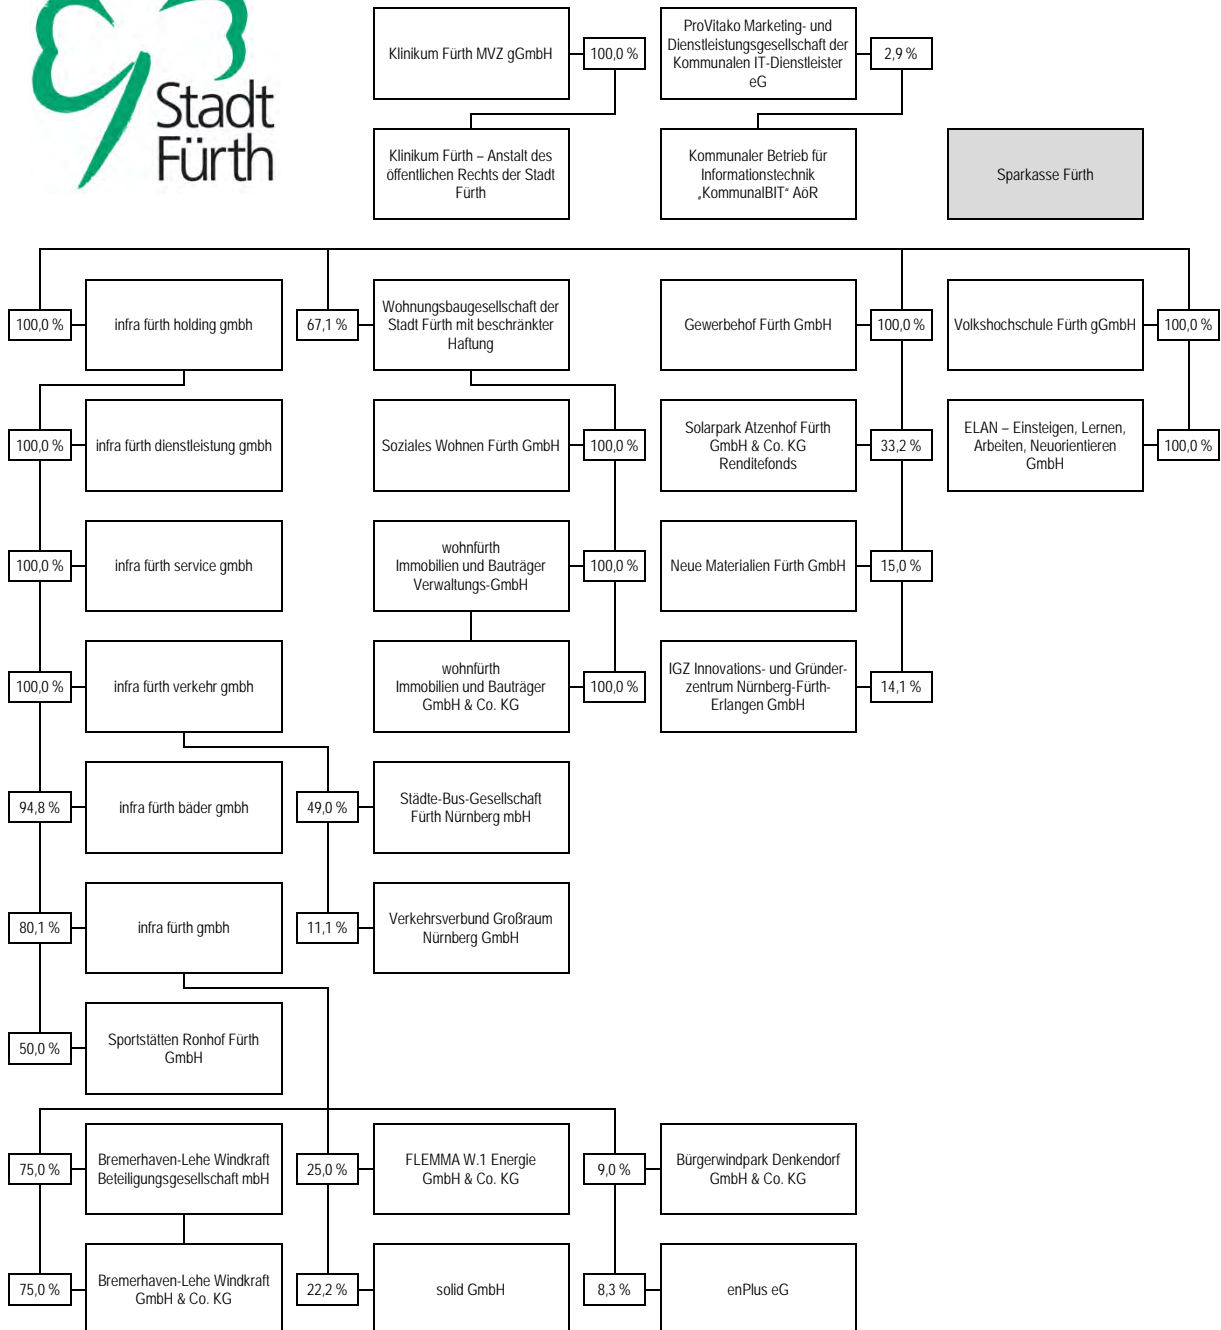 Stadt
Fürth
Klinikum Fürth MVZ gGmbH
100,0 %
ProVitako Marketing- und
Dienstleistungsgesellschaft der
Kommunalen IT-Dienstleister
eG
2,9 %
Klinikum Fürth – Anstalt des
öffentlichen Rechts der Stadt
Fürth
Kommunaler Betrieb für
Informationstechnik
„KommunalBIT“ AöR
Sparkasse Fürth
100,0 %
infra fürth holding gmbh
67,1 %
Wohnungsbaugesellschaft der
Stadt Fürth mit beschränkter
Haftung
Gewerbehof Fürth GmbH
100,0 %
Volkshochschule Fürth gGmbH
100,0 %
100,0 %
infra fürth dienstleistung gmbh
Soziales Wohnen Fürth GmbH
100,0 %
Solarpark Atzenhof Fürth
GmbH & Co. KG
Renditefonds
33,2 %
ELAN – Einsteigen, Lernen,
Arbeiten, Neuorientieren
GmbH
100,0 %
100,0 %
infra fürth service gmbh
wohnfürth
Immobilien und Bauträger
Verwaltungs-GmbH
100,0 %
Neue Materialien Fürth GmbH
15,0 %
100,0 %
infra fürth verkehr gmbh
wohnfürth
Immobilien und Bauträger
GmbH & Co. KG
100,0 %
IGZ Innovations- und Gründer-
zentrum Nürnberg-Fürth-
Erlangen GmbH
14,1 %
94,8 %
infra fürth bäder gmbh
49,0 %
Städte-Bus-Gesellschaft
Fürth Nürnberg mbH
80,1 %
infra fürth gmbh
11,1 %
Verkehrsverbund Großraum
Nürnberg GmbH
50,0 %
Sportstätten Ronhof Fürth
GmbH
75,0 %
Bremerhaven-Lehe Windkraft
Beteiligungsgesellschaft mbH
25,0 %
FLEMMA W.1 Energie
GmbH & Co. KG
9,0 %
Bürgerwindpark Denkendorf
GmbH & Co. KG
75,0 %
Bremerhaven-Lehe Windkraft
GmbH & Co. KG
22,2 %
solid GmbH
8,3 %
enPlus eG